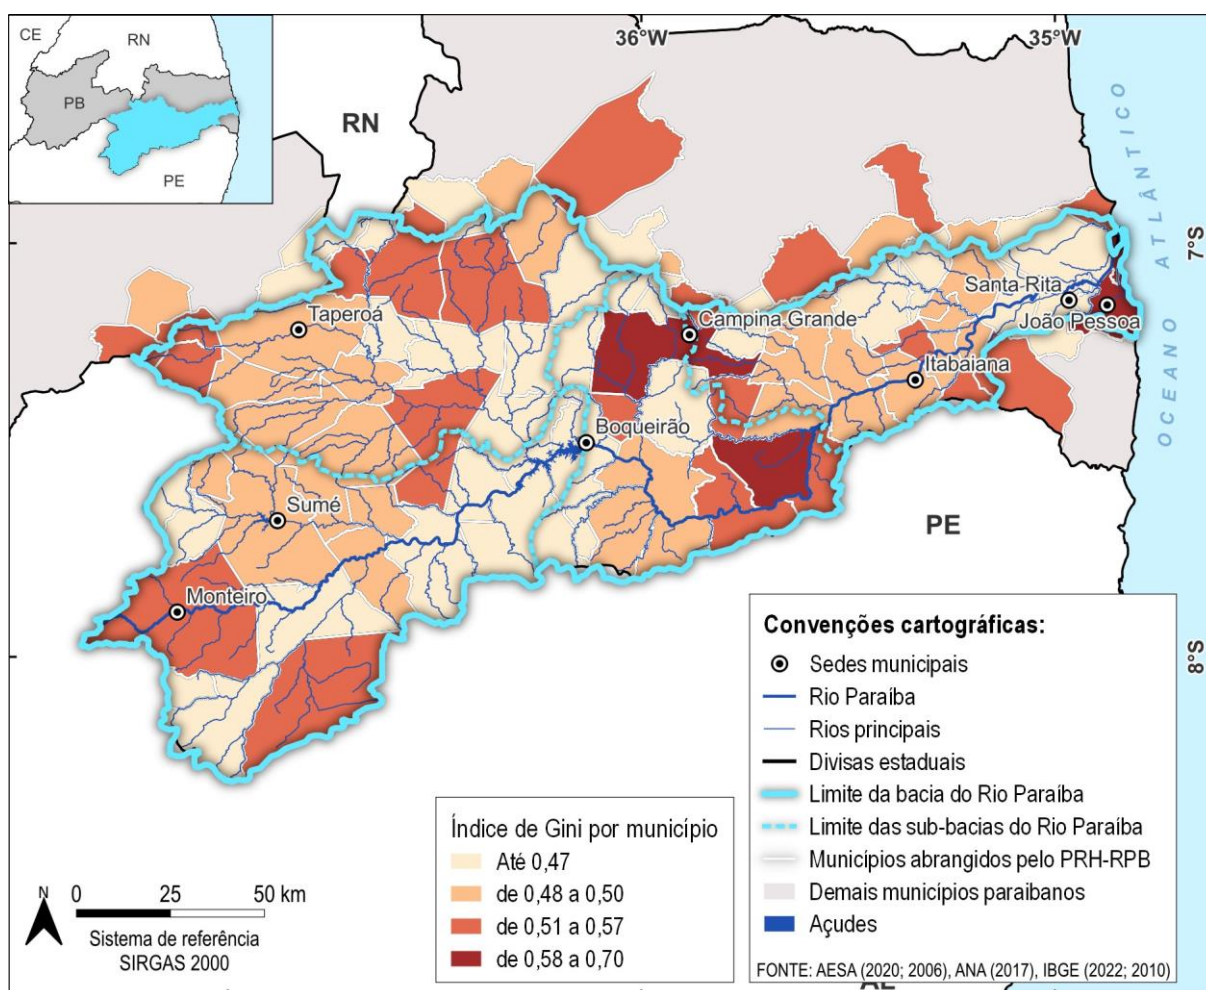 36°W
35°W
CE
RN
PB
PE
RN
OCEANO ATLÂNTICO
7°S
Santa Rita
João Pessoa
Taperoá
Campina Grande
Itabaiana
Boqueirão
Sumé
PE
Monteiro
8°S
Convenções cartográficas:
Sedes municipais
Rio Paraíba
Rios principais
Divisas estaduais
Limite da bacia do Rio Paraíba
Limite das sub-bacias do Rio Paraíba
Municípios abrangidos pelo PRH-RPB
Demais municípios paraibanos
Açudes
FONTE: AESA (2020; 2006), ANA (2017), IBGE (2022; 2010)
Índice de Gini por município
Até 0,47
de 0,48 a 0,50
de 0,51 a 0,57
de 0,58 a 0,70
N
0 25 50 km
Sistema de referência
SIRGAS 2000